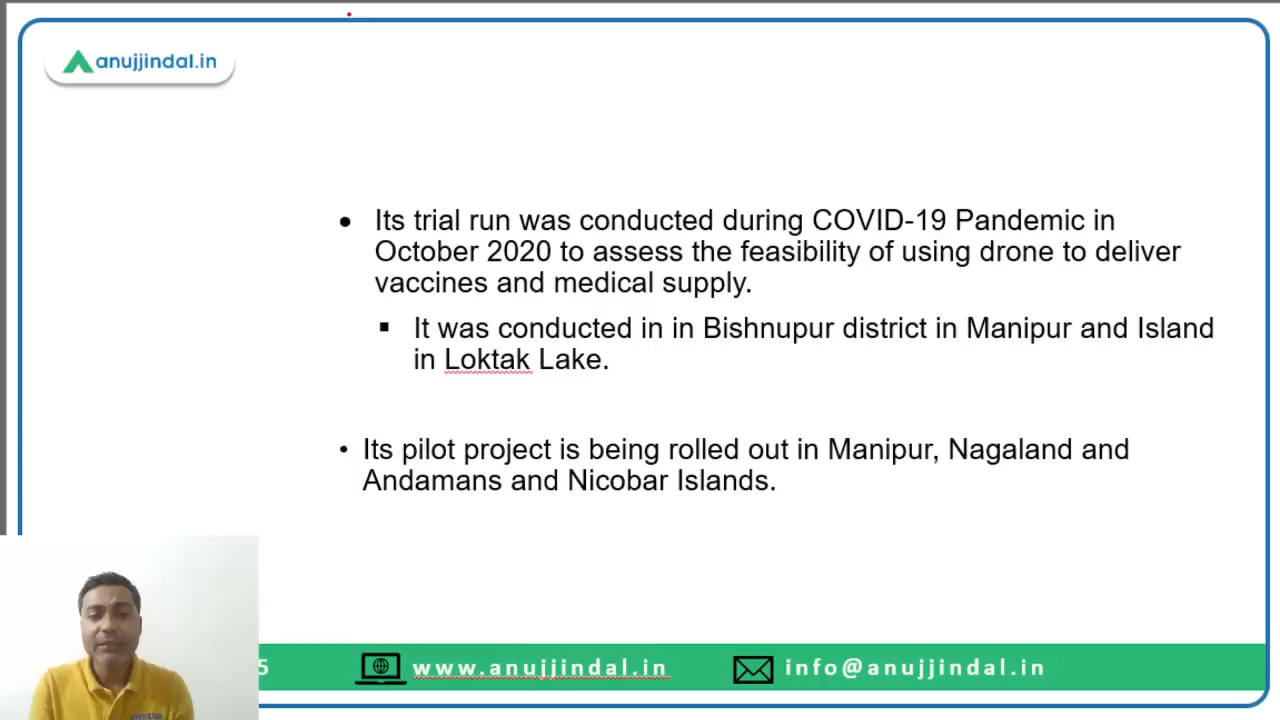 anujjindal.in
• Its trial run was conducted during COVID-19 Pandemic in
October 2020 to assess the feasibility of using drone to deliver
vaccines and medical supply.
▪ It was conducted in in Bishnupur district in Manipur and Island
in Loktak Lake.
• Its pilot project is being rolled out in Manipur, Nagaland and
Andamans and Nicobar Islands.
5 www.anujjindal.in info@anujjindal.in